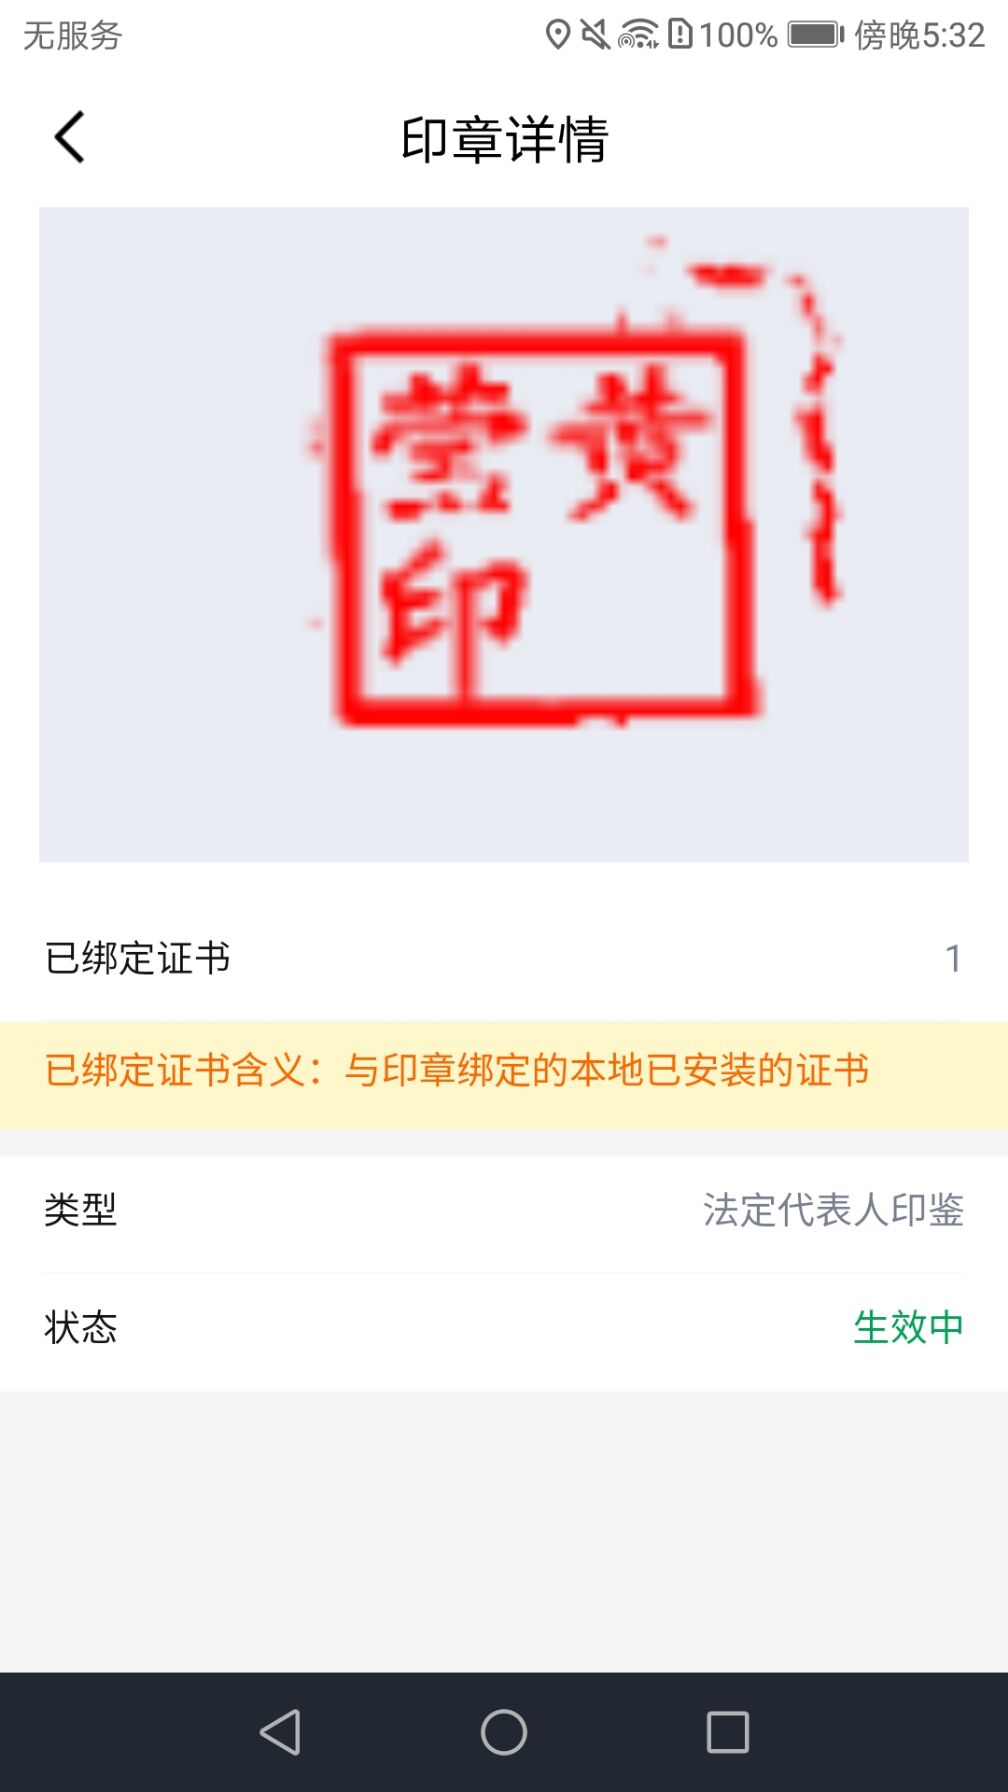 无服务 100% 傍晚5:32
印章详情
黄
印
已绑定证书 1
已绑定证书含义：与印章绑定的本地已安装的证书
类型 法定代表人印鉴
状态 生效中